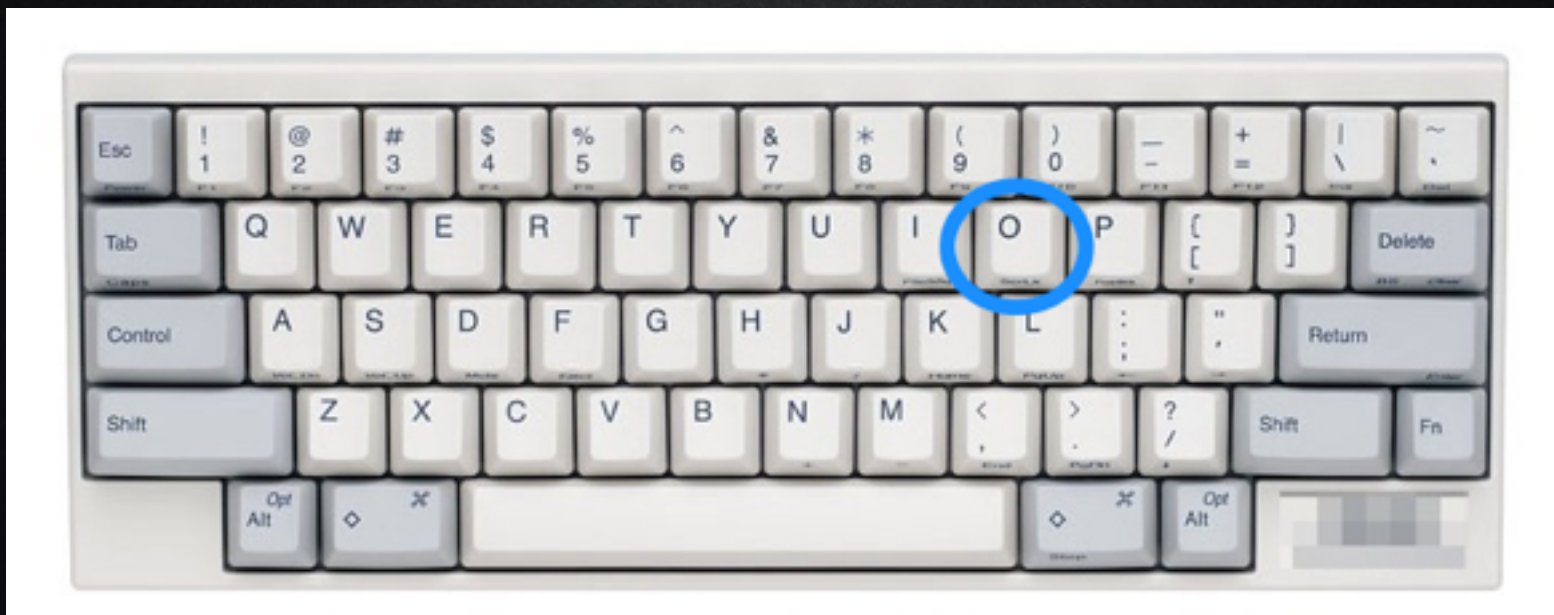 Esc ! 1 @ 2 # 3 $ 4 % 5 ^ 6 & 7 * 8 ( 9 ) 0 _ - + = | \ ~ `
Tab Q W E R T Y U I O P { [ } ] Delete
Caps
Control A S D F G H J K L : ; " ' Return
Shift Z X C V B N M < , > . ? / Shift Fn
Opt Alt ◇ ⌘ ◇ ⌘ Opt Alt